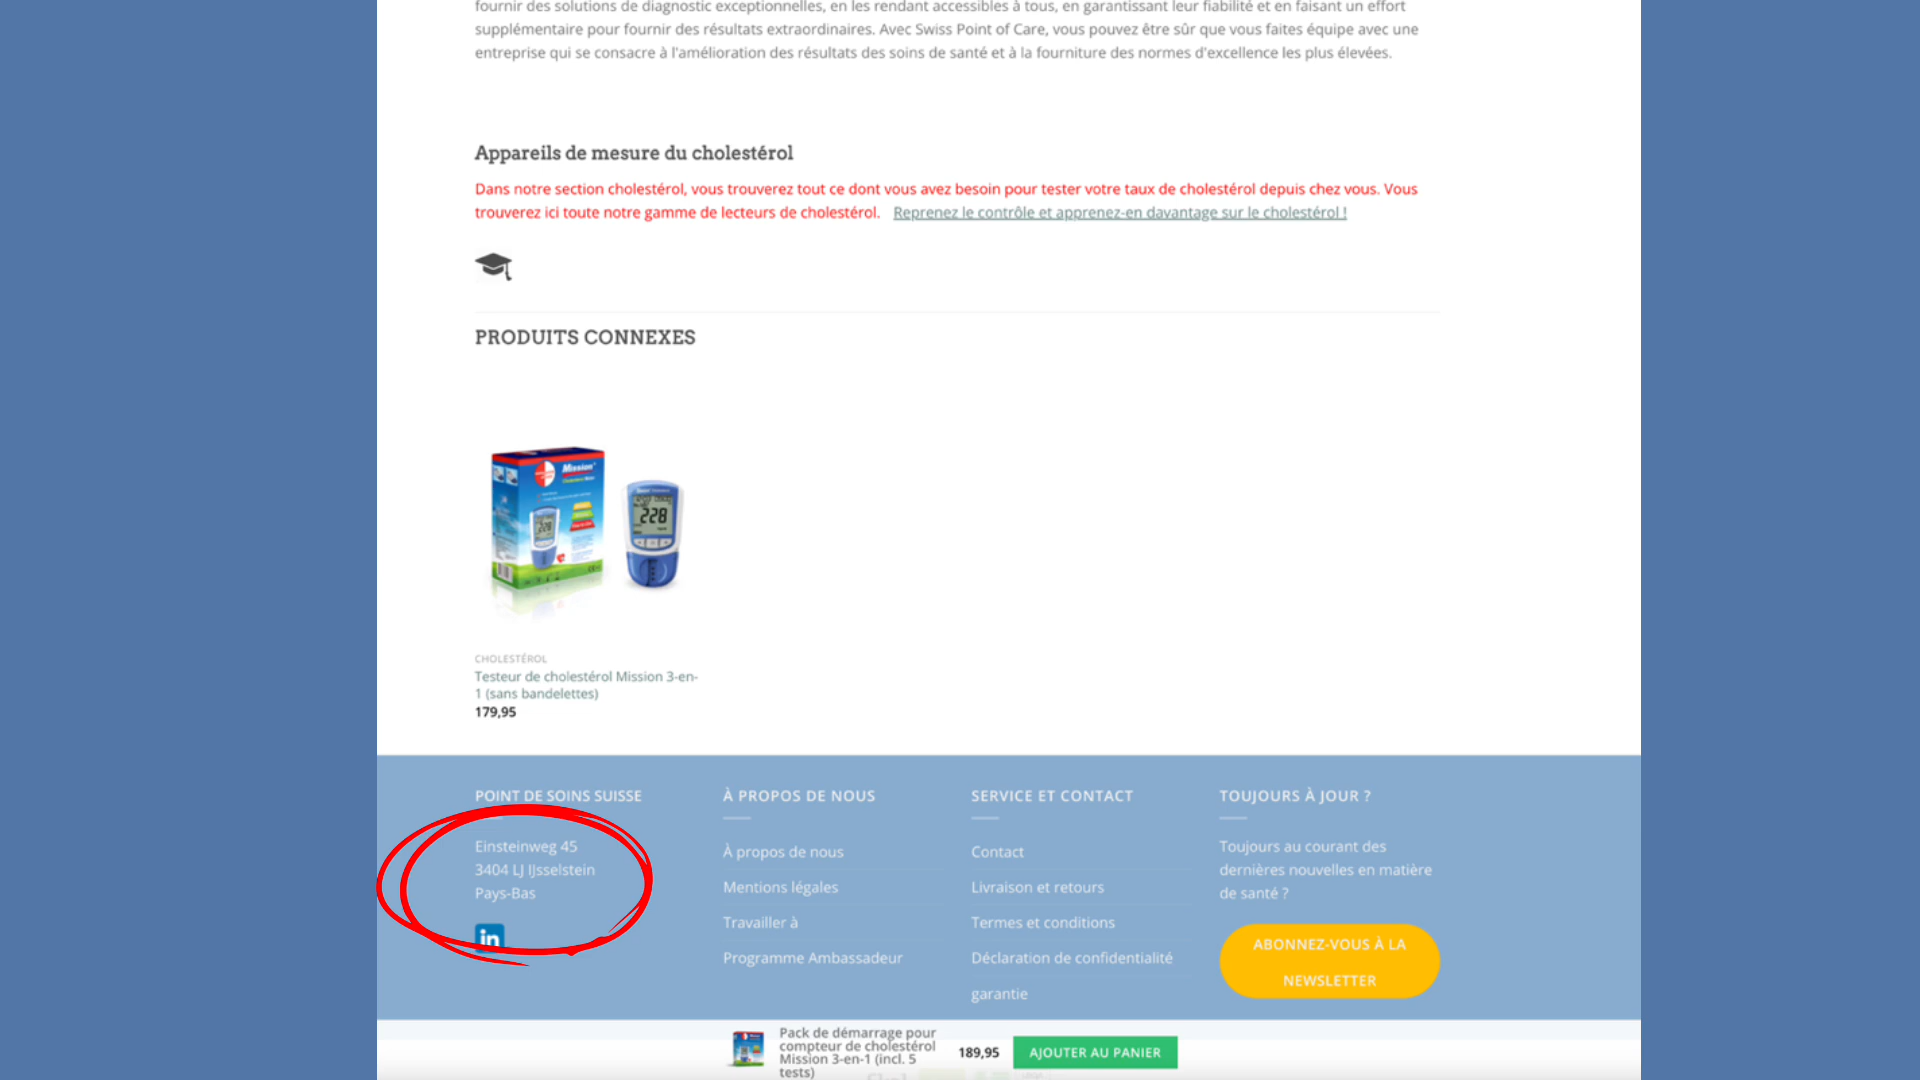 fournir des solutions de diagnostic exceptionnelles, en les rendant accessibles à tous, en garantissant leur fiabilité et en faisant un effort
supplémentaire pour fournir des résultats extraordinaires. Avec Swiss Point of Care, vous pouvez être sûr que vous faites équipe avec une
entreprise qui se consacre à l'amélioration des résultats des soins de santé et à la fourniture des normes d'excellence les plus élevées.
Appareils de mesure du cholestérol
Dans notre section cholestérol, vous trouverez tout ce dont vous avez besoin pour tester votre taux de cholestérol depuis chez vous. Vous
trouverez ici toute notre gamme de lecteurs de cholestérol. Reprenez le contrôle et apprenez-en davantage sur le cholestérol !
PRODUITS CONNEXES
Mission
228
228
CHOLESTÉROL
Testeur de cholestérol Mission 3-en-
1 (sans bandelettes)
179,95
POINT DE SOINS SUISSE
Einsteinweg 45
3404 LJ IJsselstein
Pays-Bas
in
À PROPOS DE NOUS
À propos de nous
Mentions légales
Travailler à
Programme Ambassadeur
SERVICE ET CONTACT
Contact
Livraison et retours
Termes et conditions
Déclaration de confidentialité
garantie
TOUJOURS À JOUR ?
Toujours au courant des
dernières nouvelles en matière
de santé ?
ABONNEZ-VOUS À LA
NEWSLETTER
Pack de démarrage pour
compteur de cholestérol
Mission 3-en-1 (incl. 5
tests)
189,95
AJOUTER AU PANIER